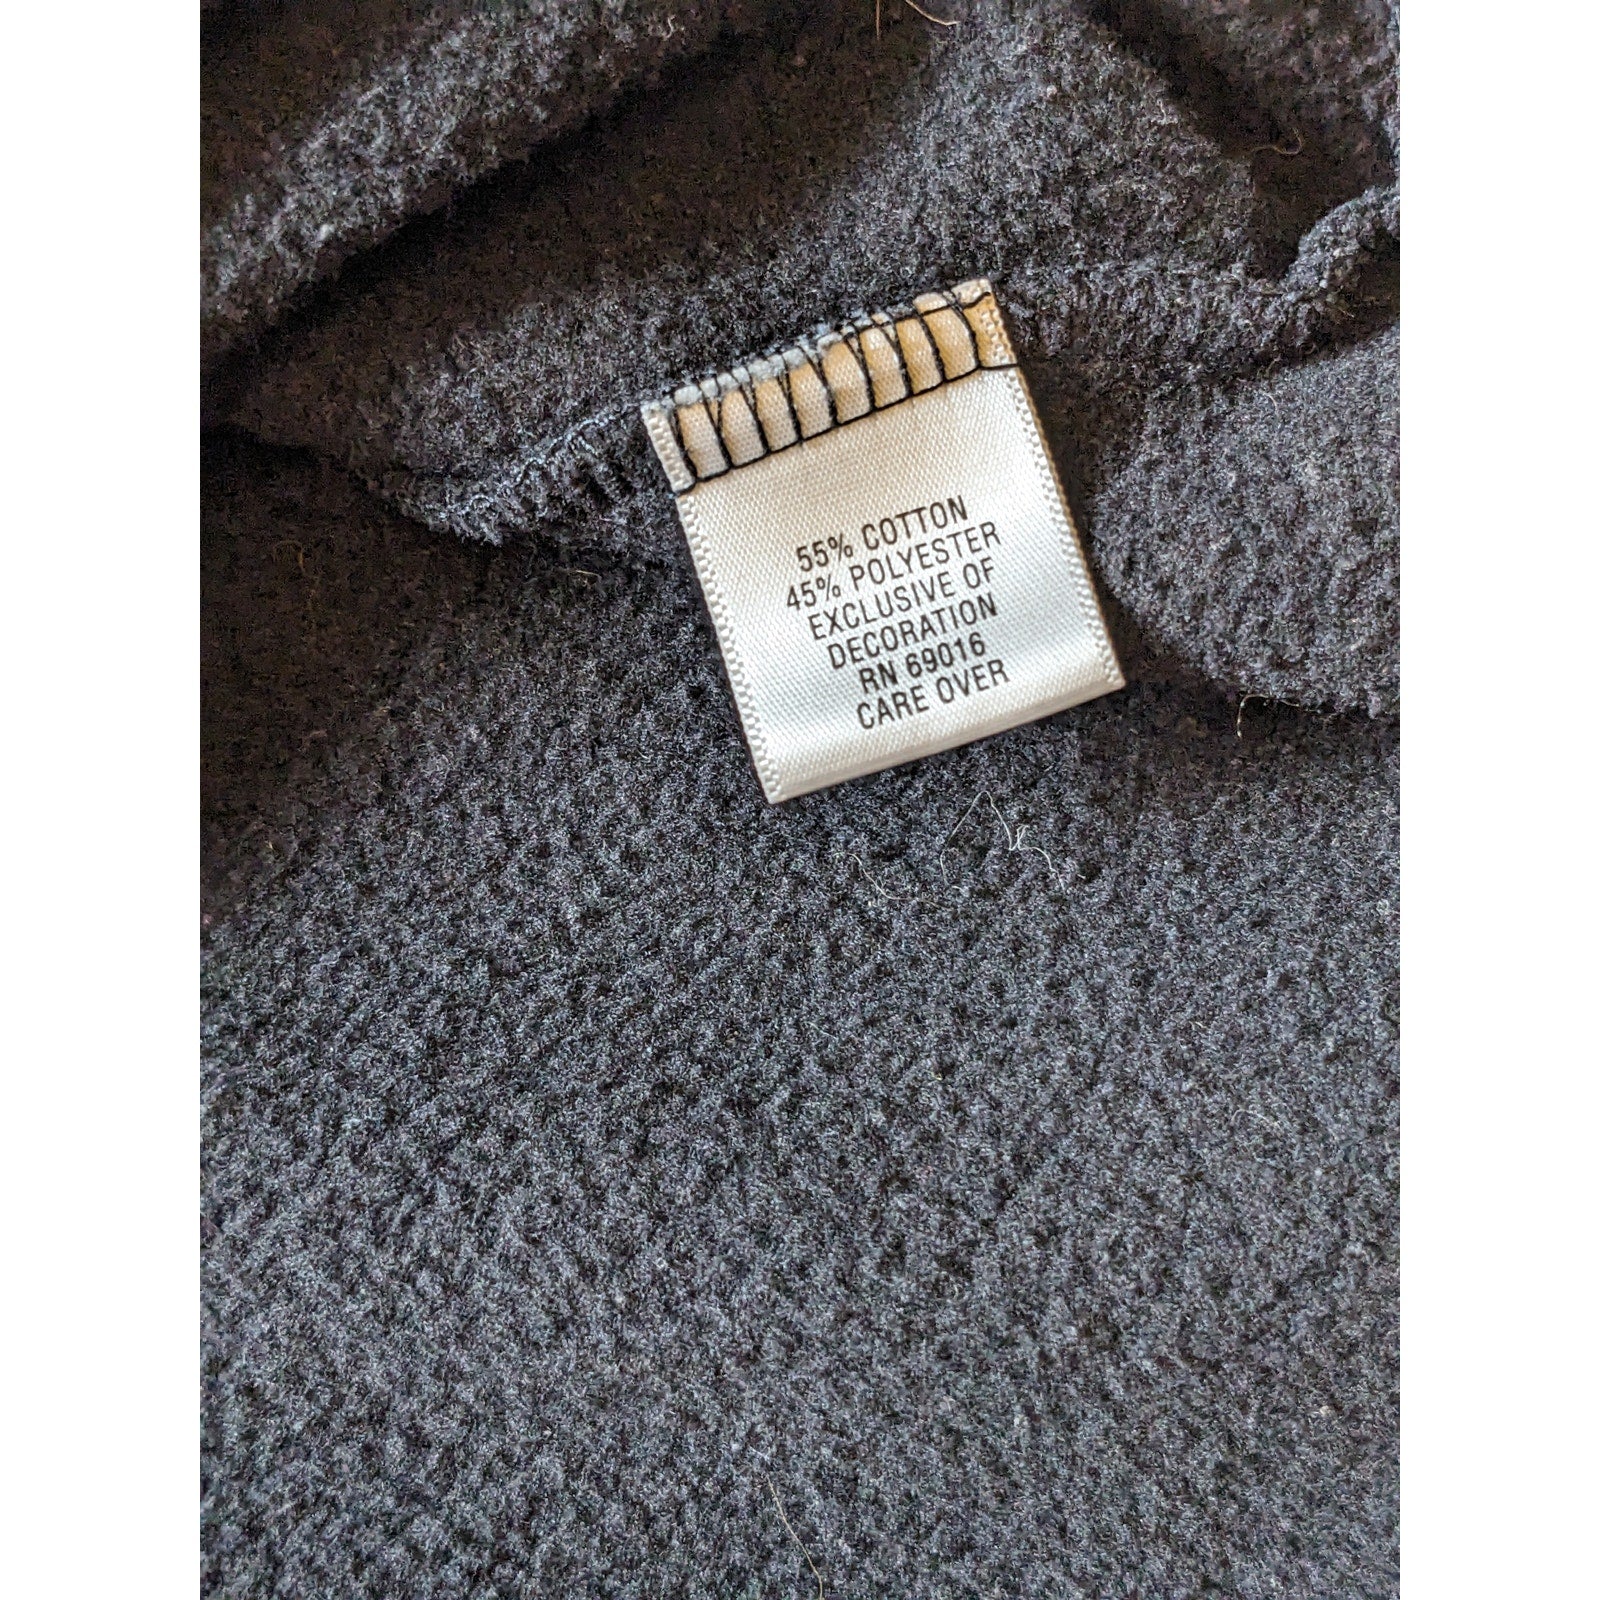 55% COTTON
45% POLYESTER
EXCLUSIVE OF
DECORATION
RN 69016
CARE OVER